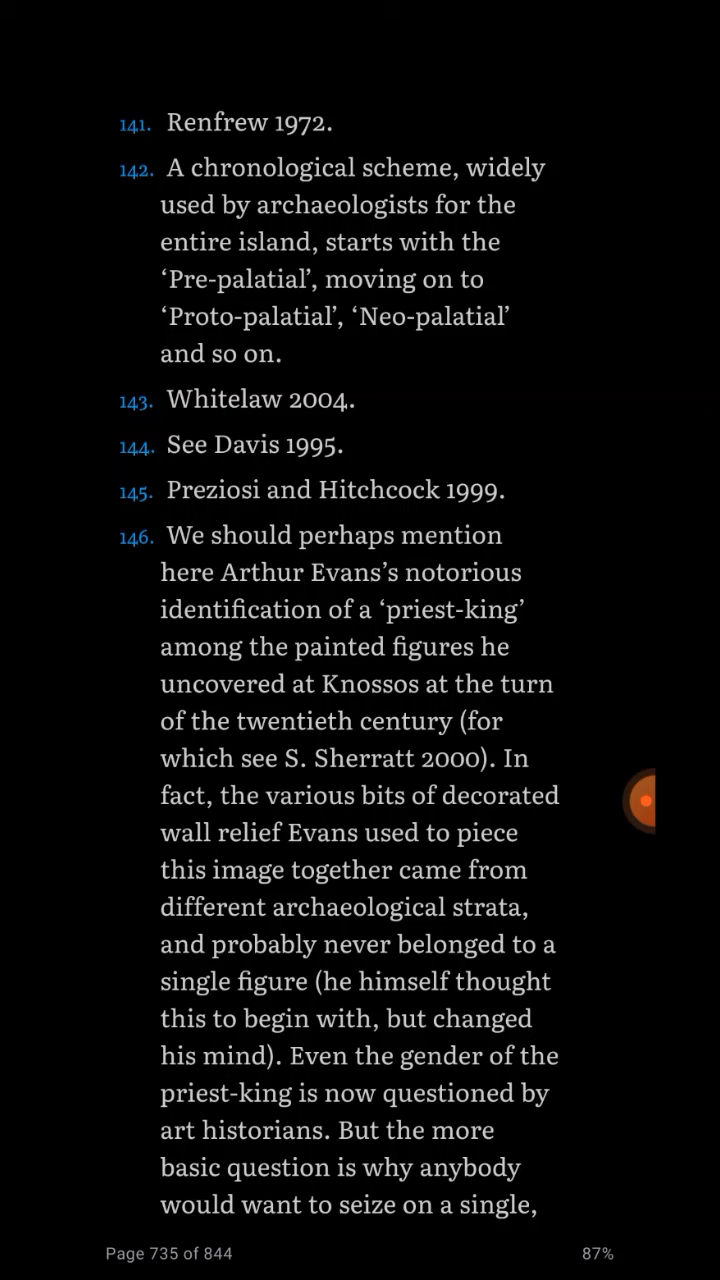 141. Renfrew 1972.
142. A chronological scheme, widely
used by archaeologists for the
entire island, starts with the
‘Pre-palatial’, moving on to
‘Proto-palatial’, ‘Neo-palatial’
and so on.
143. Whitelaw 2004.
144. See Davis 1995.
145. Preziosi and Hitchcock 1999.
146. We should perhaps mention
here Arthur Evans’s notorious
identification of a ‘priest-king’
among the painted figures he
uncovered at Knossos at the turn
of the twentieth century (for
which see S. Sherratt 2000). In
fact, the various bits of decorated
wall relief Evans used to piece
this image together came from
different archaeological strata,
and probably never belonged to a
single figure (he himself thought
this to begin with, but changed
his mind). Even the gender of the
priest-king is now questioned by
art historians. But the more
basic question is why anybody
would want to seize on a single,
Page 735 of 844 87%